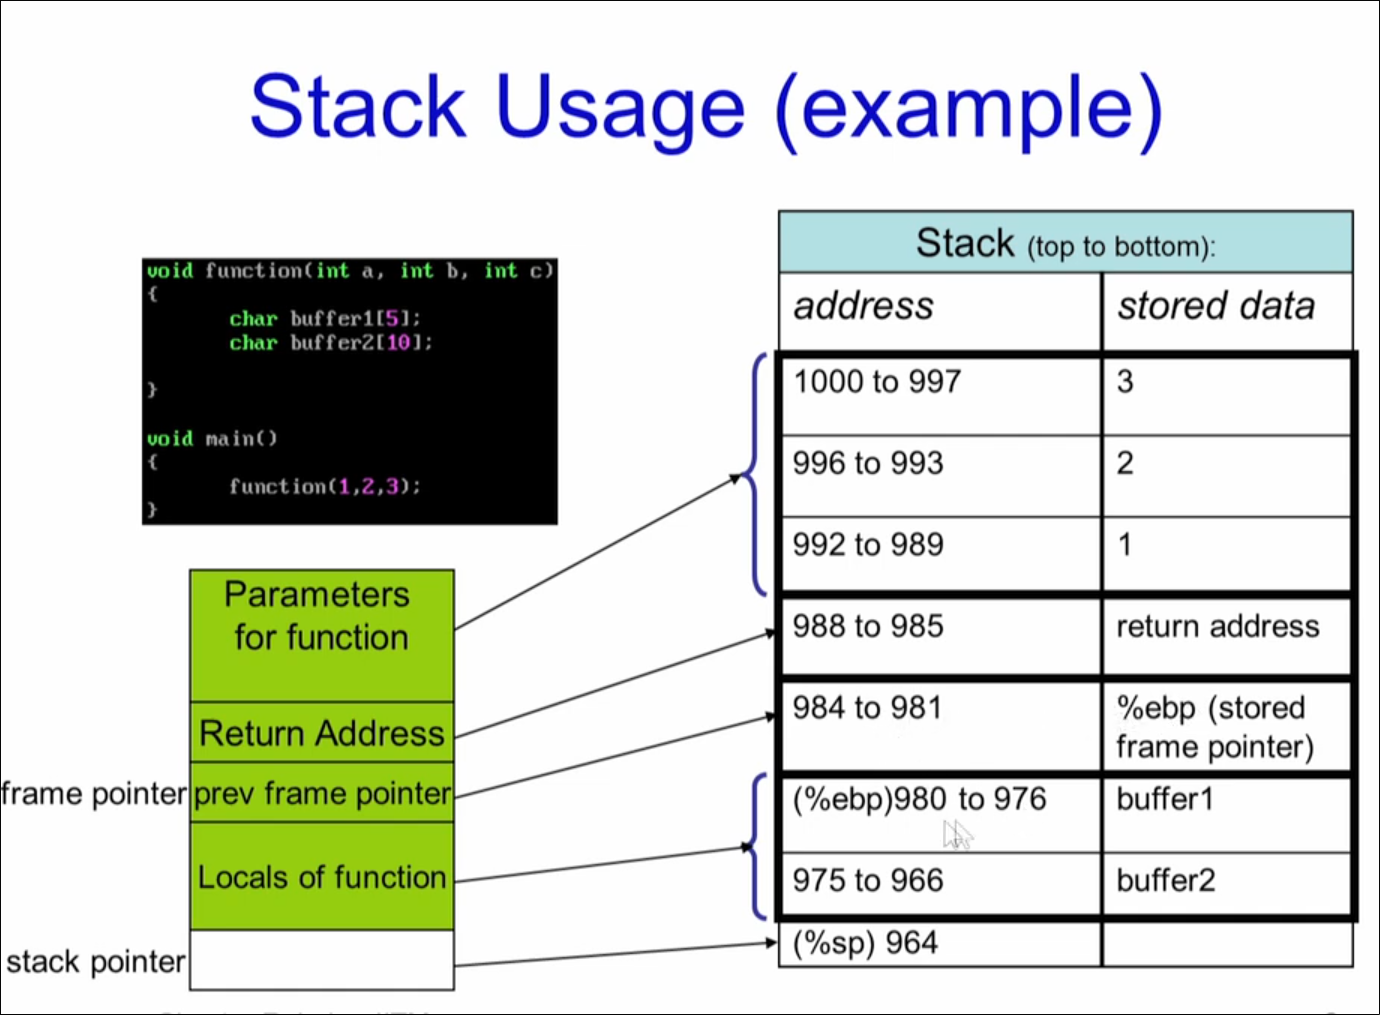 Stack Usage (example)
void function(int a, int b, int c)
{
char buffer1[5];
char buffer2[10];
}
void main()
{
function(1,2,3);
}
Parameters
for function
Return Address
frame pointer
prev frame pointer
Locals of function
stack pointer
Stack (top to bottom):
address stored data
1000 to 997 3
996 to 993 2
992 to 989 1
988 to 985 return address
984 to 981 %ebp (stored
frame pointer)
(%ebp)980 to 976 buffer1
975 to 966 buffer2
(%sp) 964